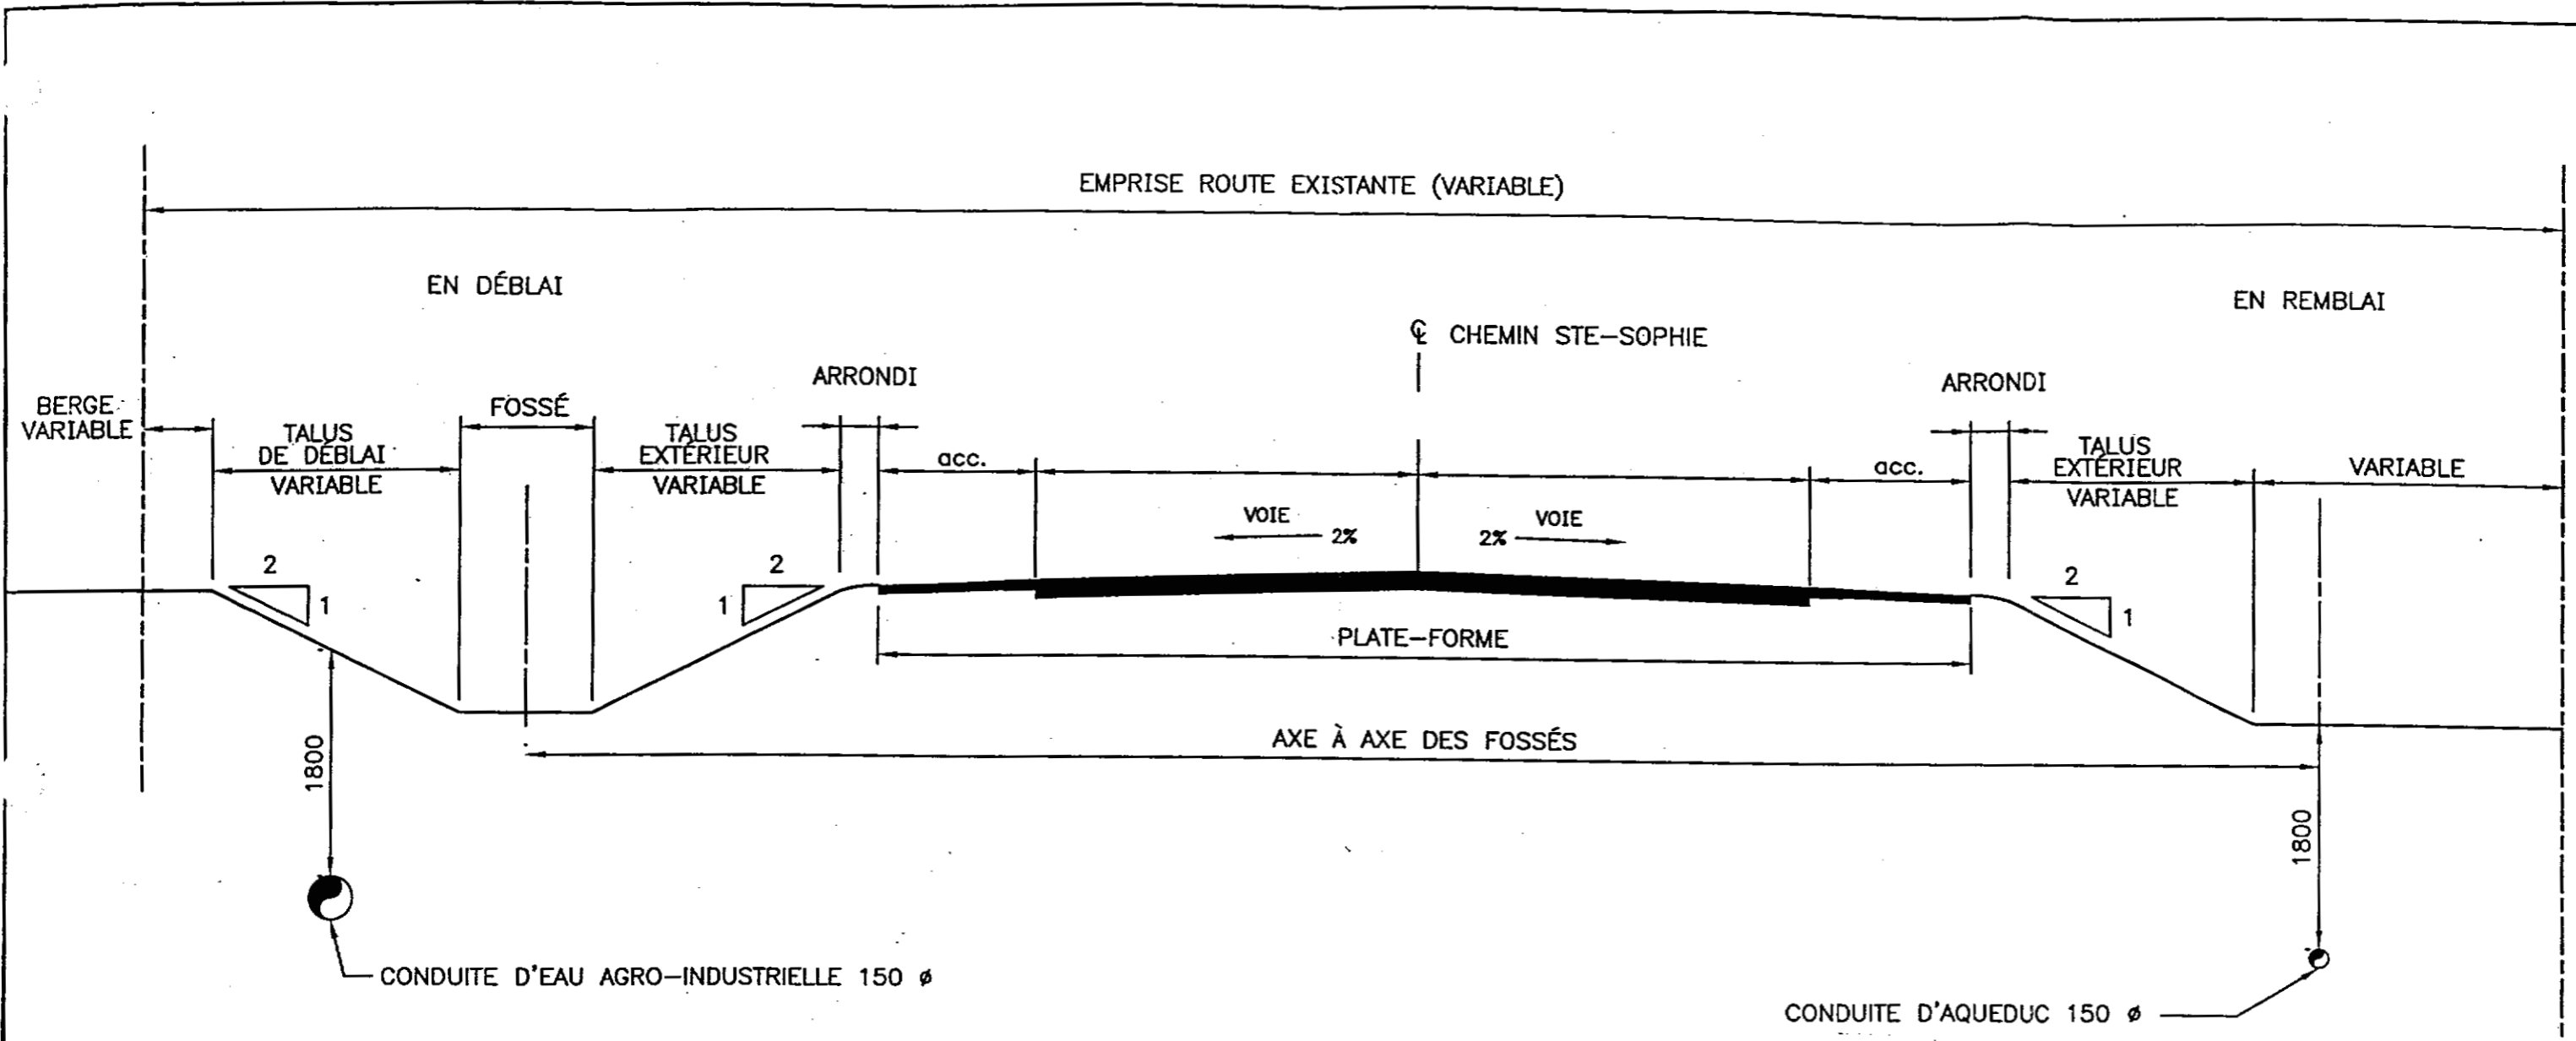 EMPRISE ROUTE EXISTANTE (VARIABLE)
EN DÉBLAI
EN REMBLAI
℄ CHEMIN STE-SOPHIE
ARRONDI
ARRONDI
BERGE
VARIABLE
TALUS
DE DÉBLAI
VARIABLE
FOSSÉ
TALUS
EXTÉRIEUR
VARIABLE
acc.
acc.
TALUS
EXTÉRIEUR
VARIABLE
VARIABLE
VOIE
2%
VOIE
2%
2
1
2
1
2
1
PLATE-FORME
AXE À AXE DES FOSSÉS
1800
1800
CONDUITE D'EAU AGRO-INDUSTRIELLE 150 ø
CONDUITE D'AQUEDUC 150 ø